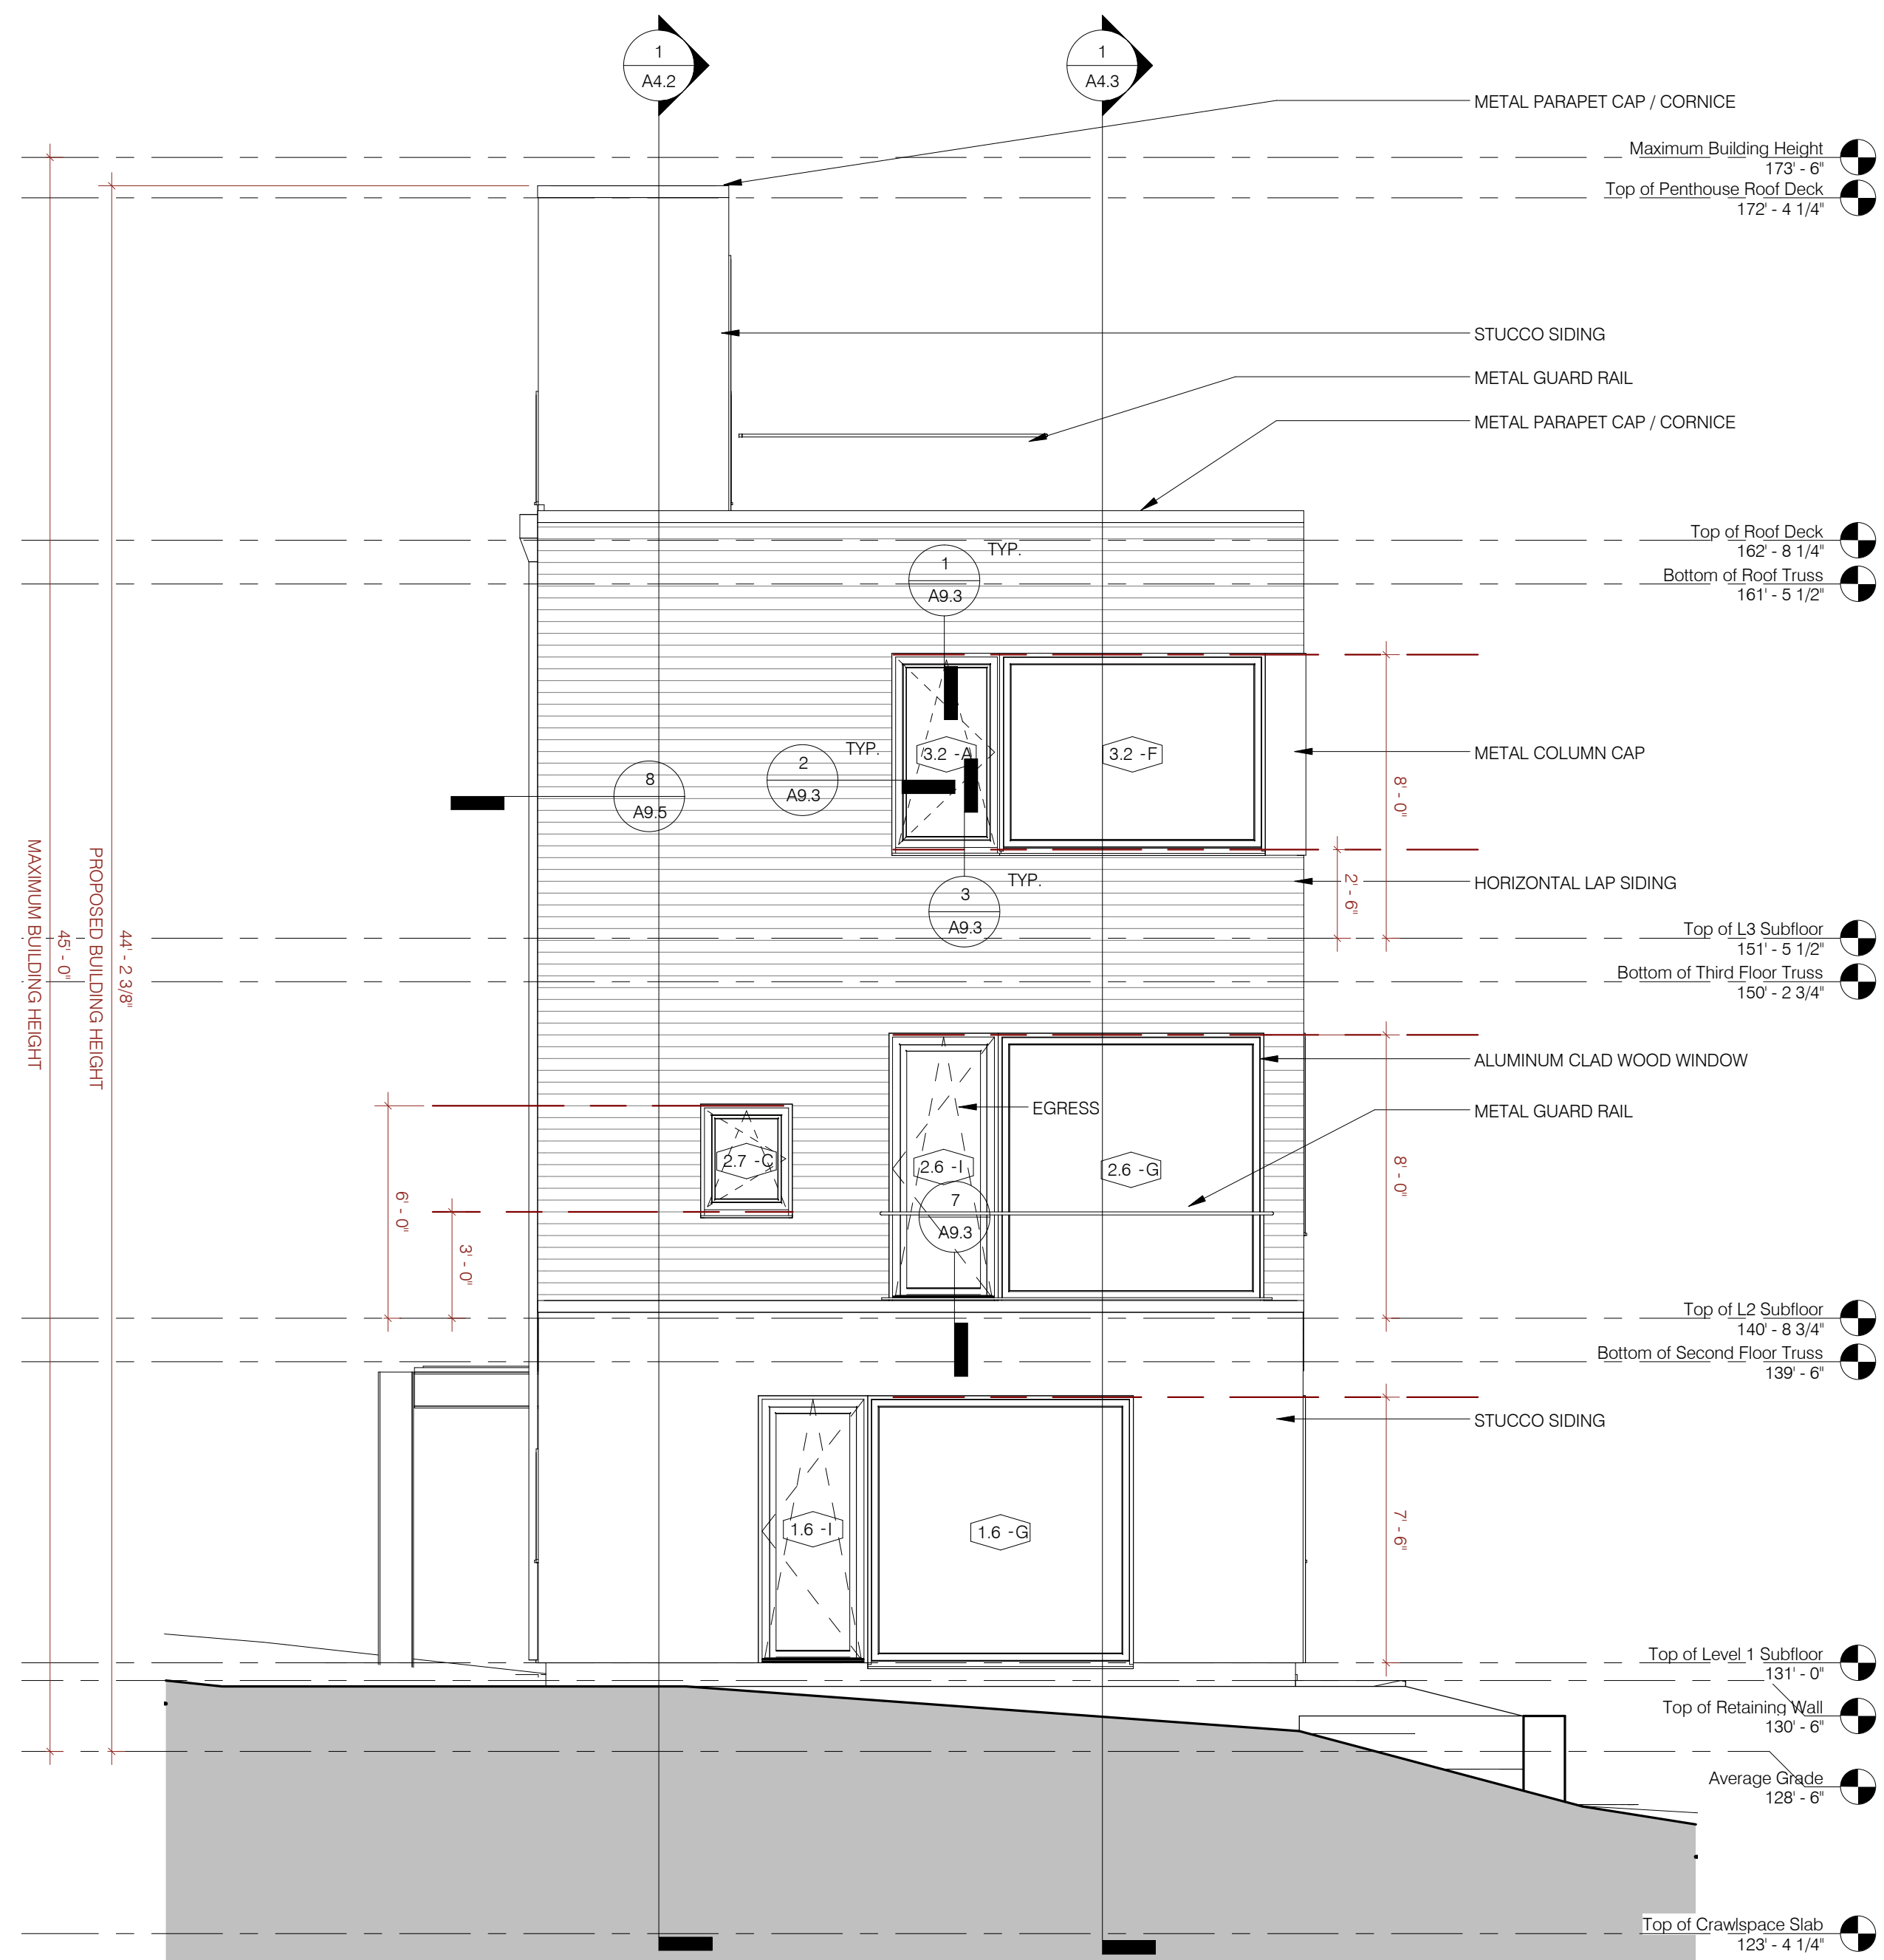 1
A4.2
1
A4.3
METAL PARAPET CAP / CORNICE
Maximum Building Height
173' - 6"
Top of Penthouse Roof Deck
172' - 4 1/4"
STUCCO SIDING
METAL GUARD RAIL
METAL PARAPET CAP / CORNICE
Top of Roof Deck
162' - 8 1/4"
TYP.
1
A9.3
Bottom of Roof Truss
161' - 5 1/2"
TYP.
2
A9.3
3.2 -A
3.2 -F
METAL COLUMN CAP
8' - 0"
8
A9.5
TYP.
3
A9.3
2' - 6"
HORIZONTAL LAP SIDING
Top of L3 Subfloor
151' - 5 1/2"
Bottom of Third Floor Truss
150' - 2 3/4"
MAXIMUM BUILDING HEIGHT
45' - 0"
PROPOSED BUILDING HEIGHT
44' - 2 3/8"
ALUMINUM CLAD WOOD WINDOW
EGRESS
METAL GUARD RAIL
2.7 -C
2.6 -I
2.6 -G
8' - 0"
6' - 0"
3' - 0"
7
A9.3
Top of L2 Subfloor
140' - 8 3/4"
Bottom of Second Floor Truss
139' - 6"
STUCCO SIDING
1.6 -I
1.6 -G
7' - 6"
Top of Level 1 Subfloor
131' - 0"
Top of Retaining Wall
130' - 6"
Average Grade
128' - 6"
Top of Crawlspace Slab
123' - 4 1/4"